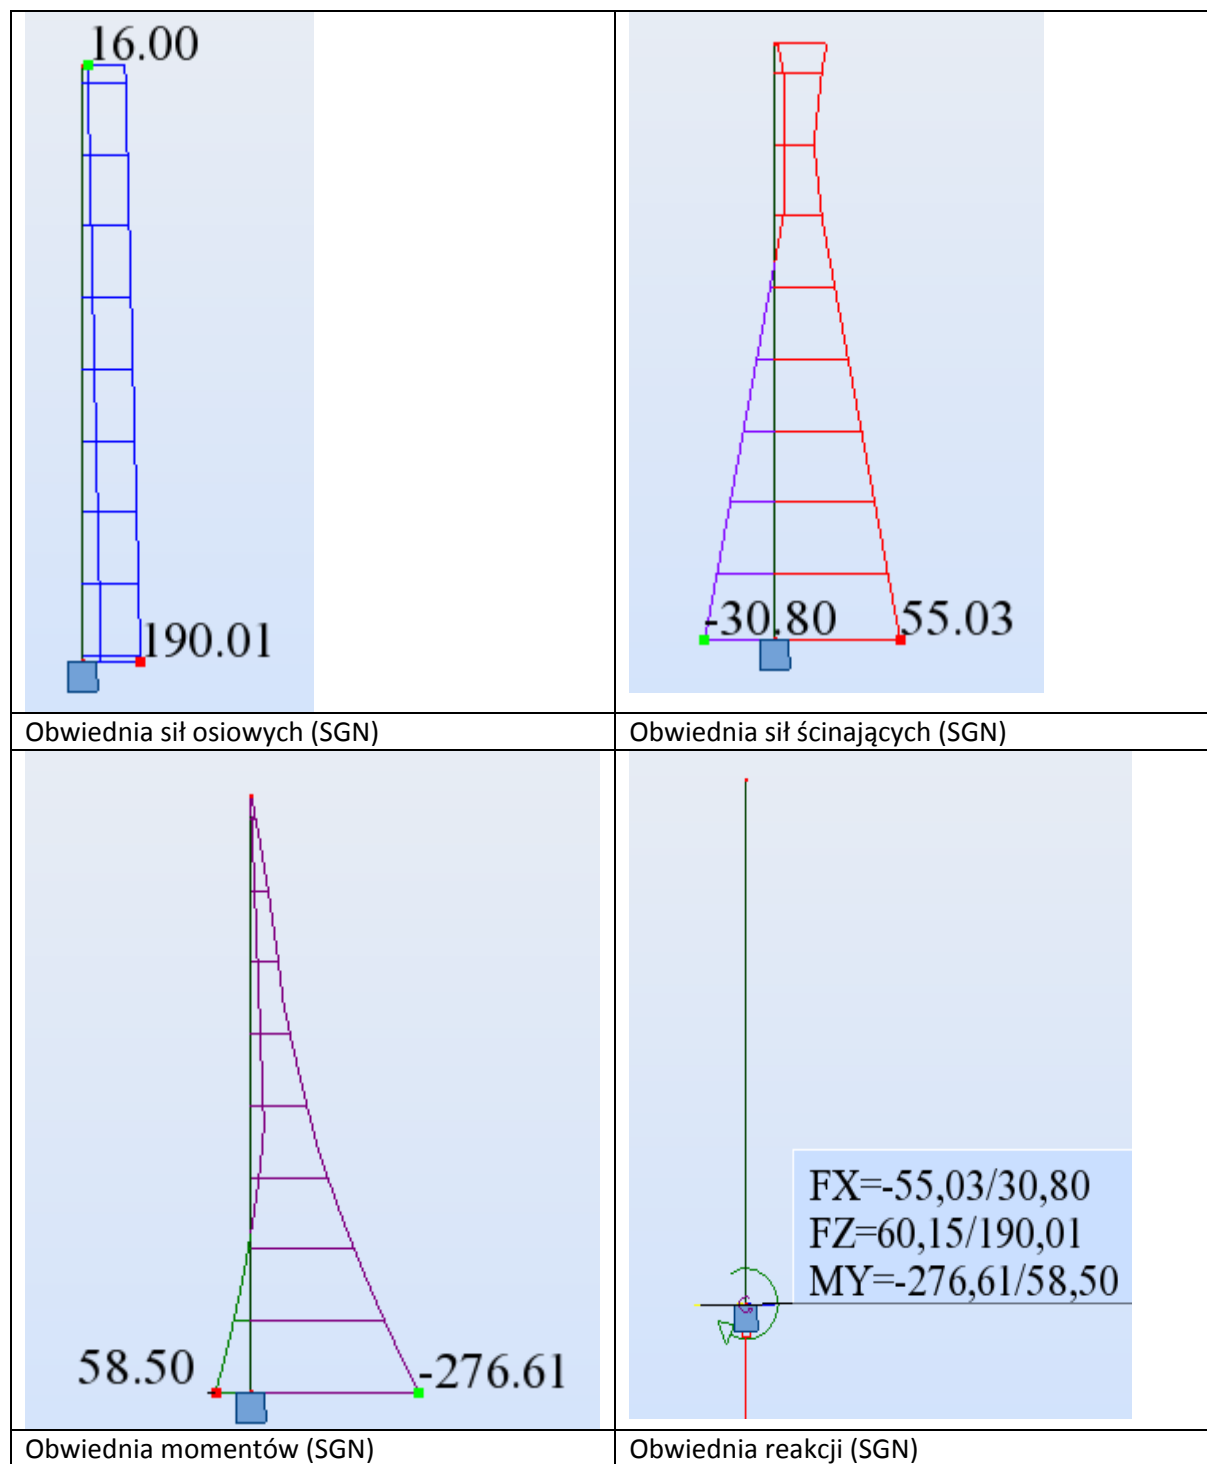 16.00
190.01
-30.80
55.03
Obwiednia sił osiowych (SGN)
Obwiednia sił ścinających (SGN)
58.50
-276.61
FX=-55,03/30,80
FZ=60,15/190,01
MY=-276,61/58,50
Obwiednia momentów (SGN)
Obwiednia reakcji (SGN)